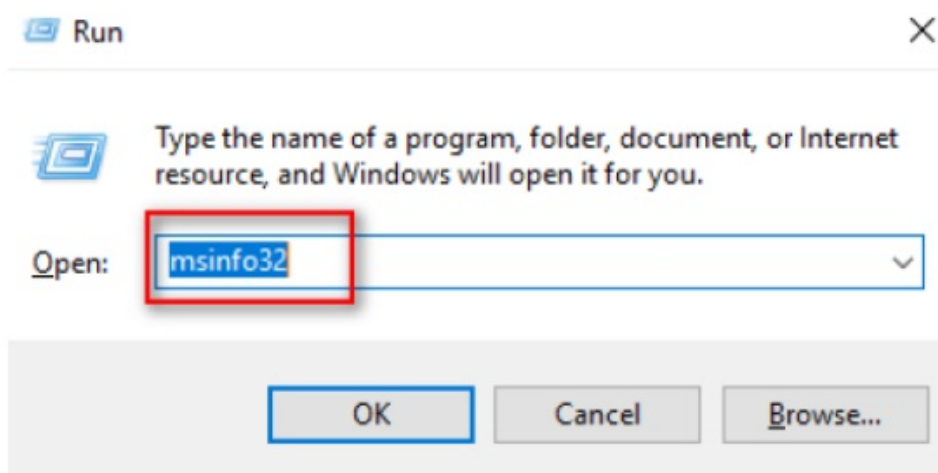 Run
Type the name of a program, folder, document, or Internet
resource, and Windows will open it for you.
Open: msinfo32
OK Cancel Browse...